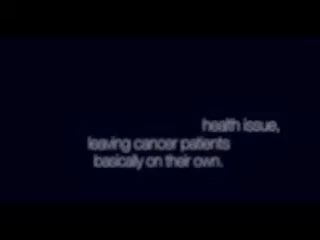 health issue,
leaving cancer patients
basically on their own.